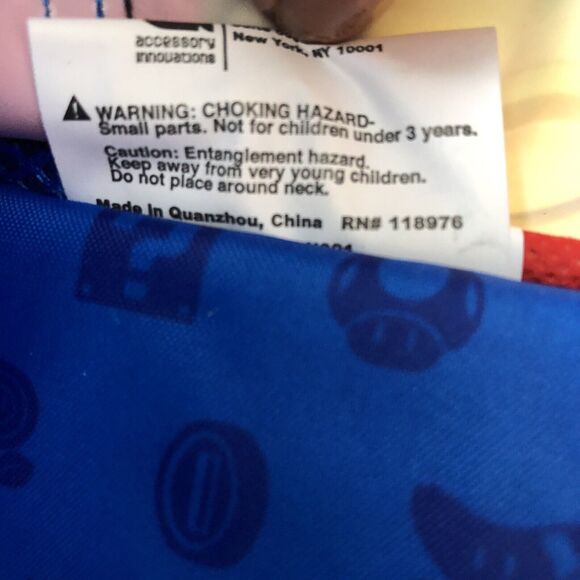 accessory
innovations
New York, NY 10001
WARNING: CHOKING HAZARD-
Small parts. Not for children under 3 years.
Caution: Entanglement hazard.
Keep away from very young children.
Do not place around neck.
Made in Quanzhou, China RN# 118976